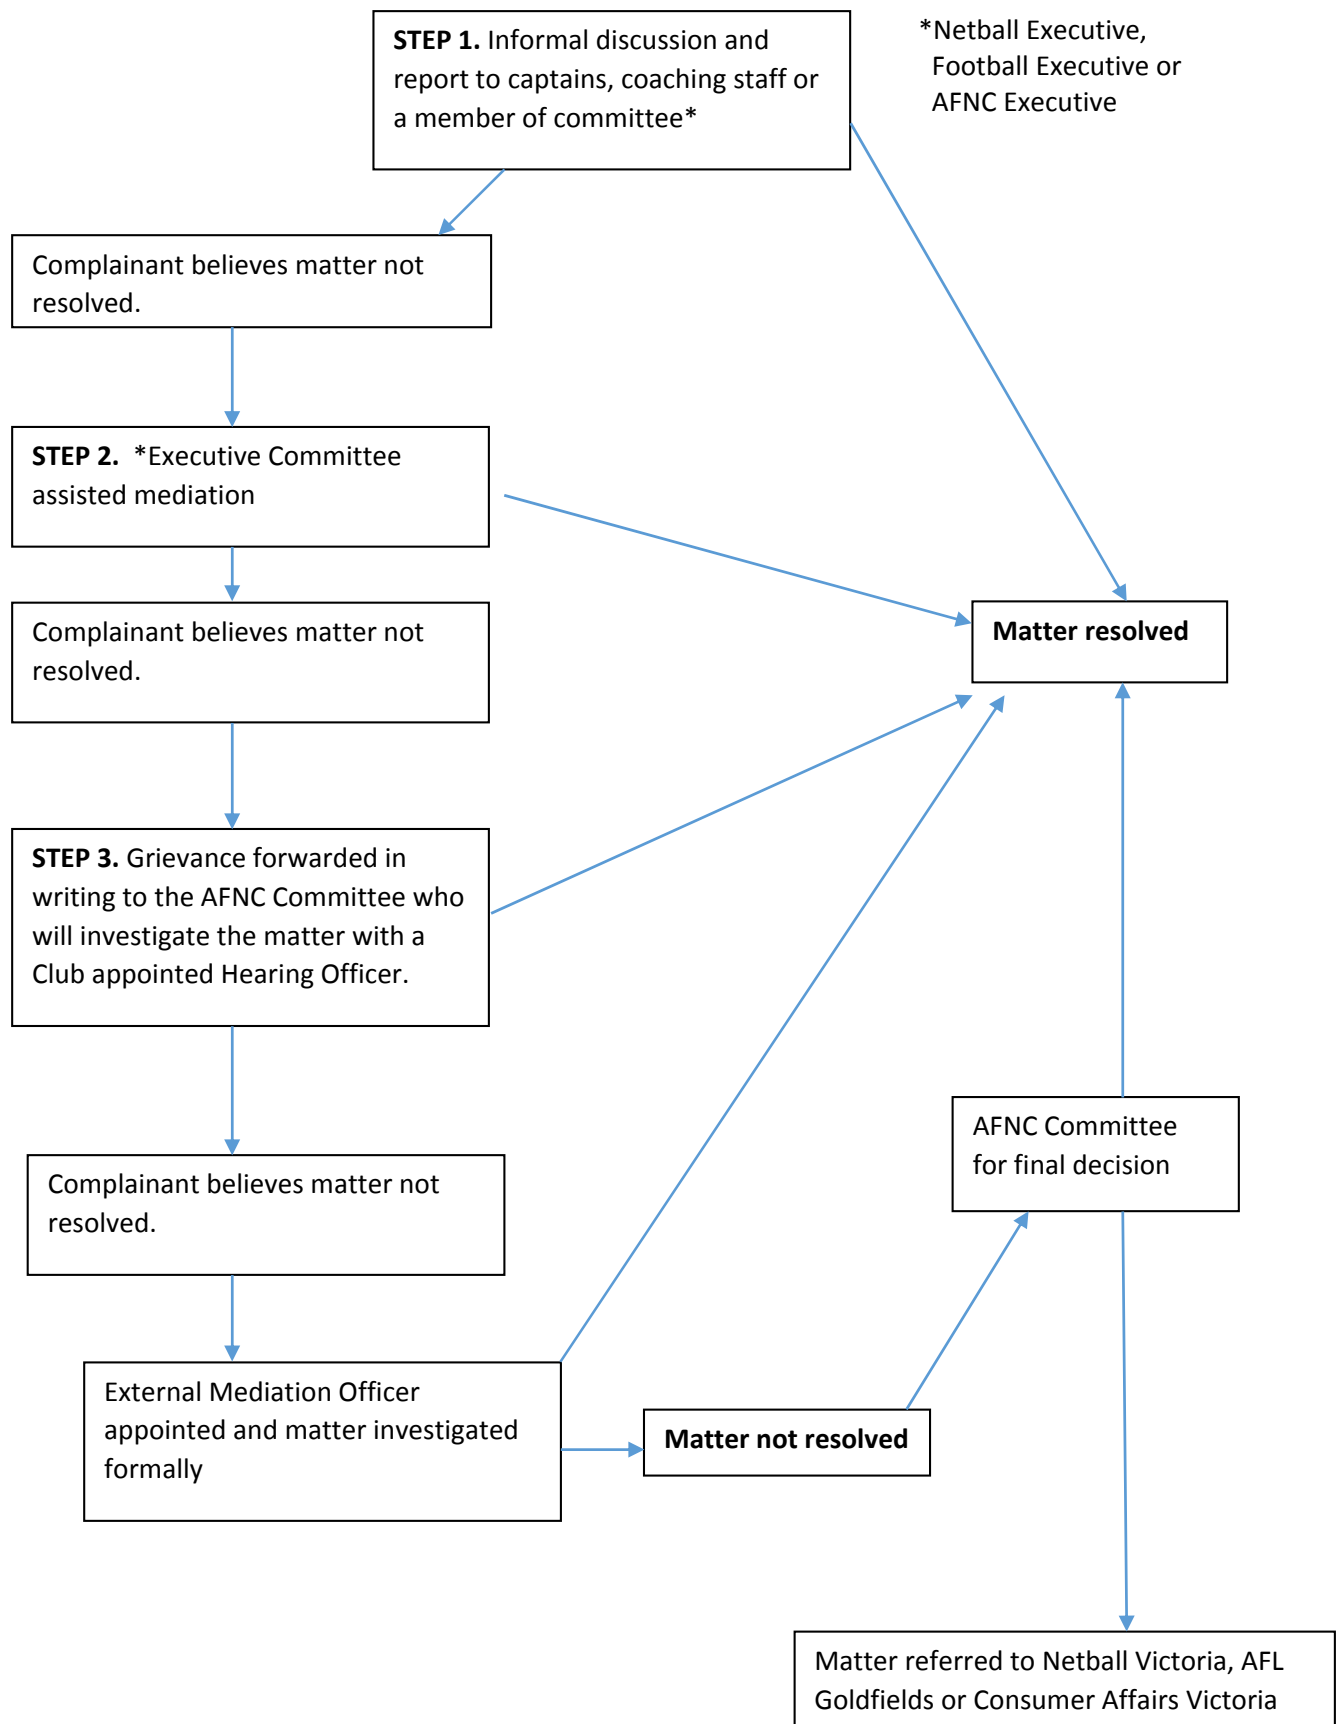 STEP 1. Informal discussion and
report to captains, coaching staff or
a member of committee*
*Netball Executive,
Football Executive or
AFNC Executive
Complainant believes matter not
resolved.
STEP 2. *Executive Committee
assisted mediation
Complainant believes matter not
resolved.
Matter resolved
STEP 3. Grievance forwarded in
writing to the AFNC Committee who
will investigate the matter with a
Club appointed Hearing Officer.
AFNC Committee
for final decision
Complainant believes matter not
resolved.
External Mediation Officer
appointed and matter investigated
formally
Matter not resolved
Matter referred to Netball Victoria, AFL
Goldfields or Consumer Affairs Victoria